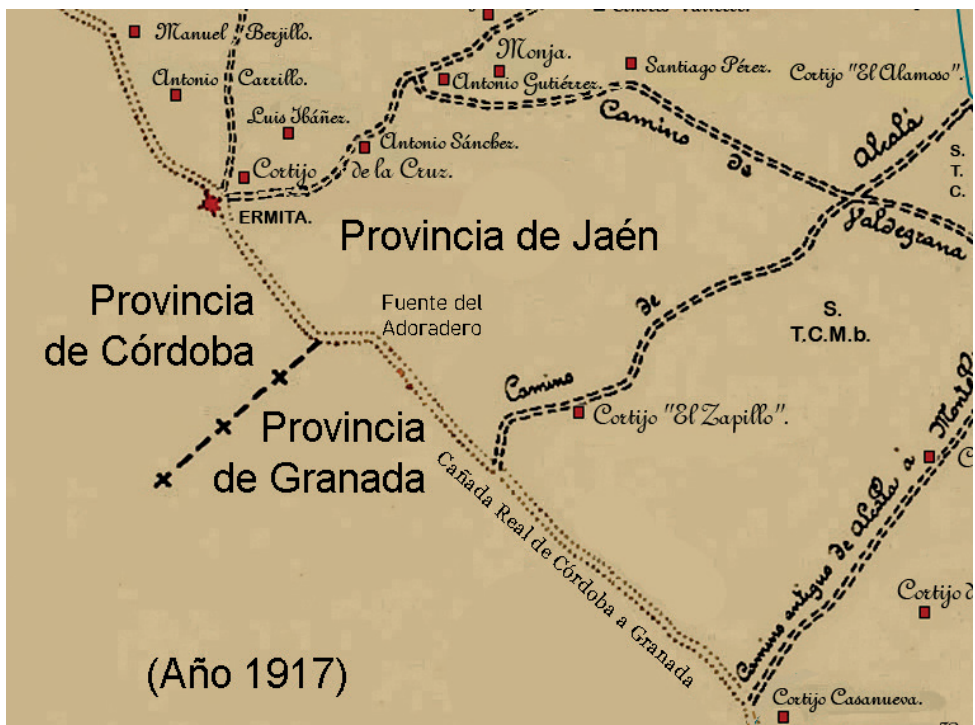 Manuel Berjillo.
Monja.
Santiago Pérez.
Cortijo "El Alamoso".
Antonio Carrillo.
Antonio Gutiérrez.
Luis Ibáñez.
Antonio Sánchez.
Camino de Valdegrana
Alcalá
S.
T.
C.
Cortijo de la Cruz.
ERMITA.
Provincia de Jaén
Provincia
de Córdoba
Fuente del
Adoradero
de
S.
T.C.M.b.
Camino
Cortijo "El Zapillo".
Provincia
de Granada
Cañada Real de Córdoba a Granada
Camino antiguo de Alcalá a
Cortijo
(Año 1917)
Cortijo Casanueva.